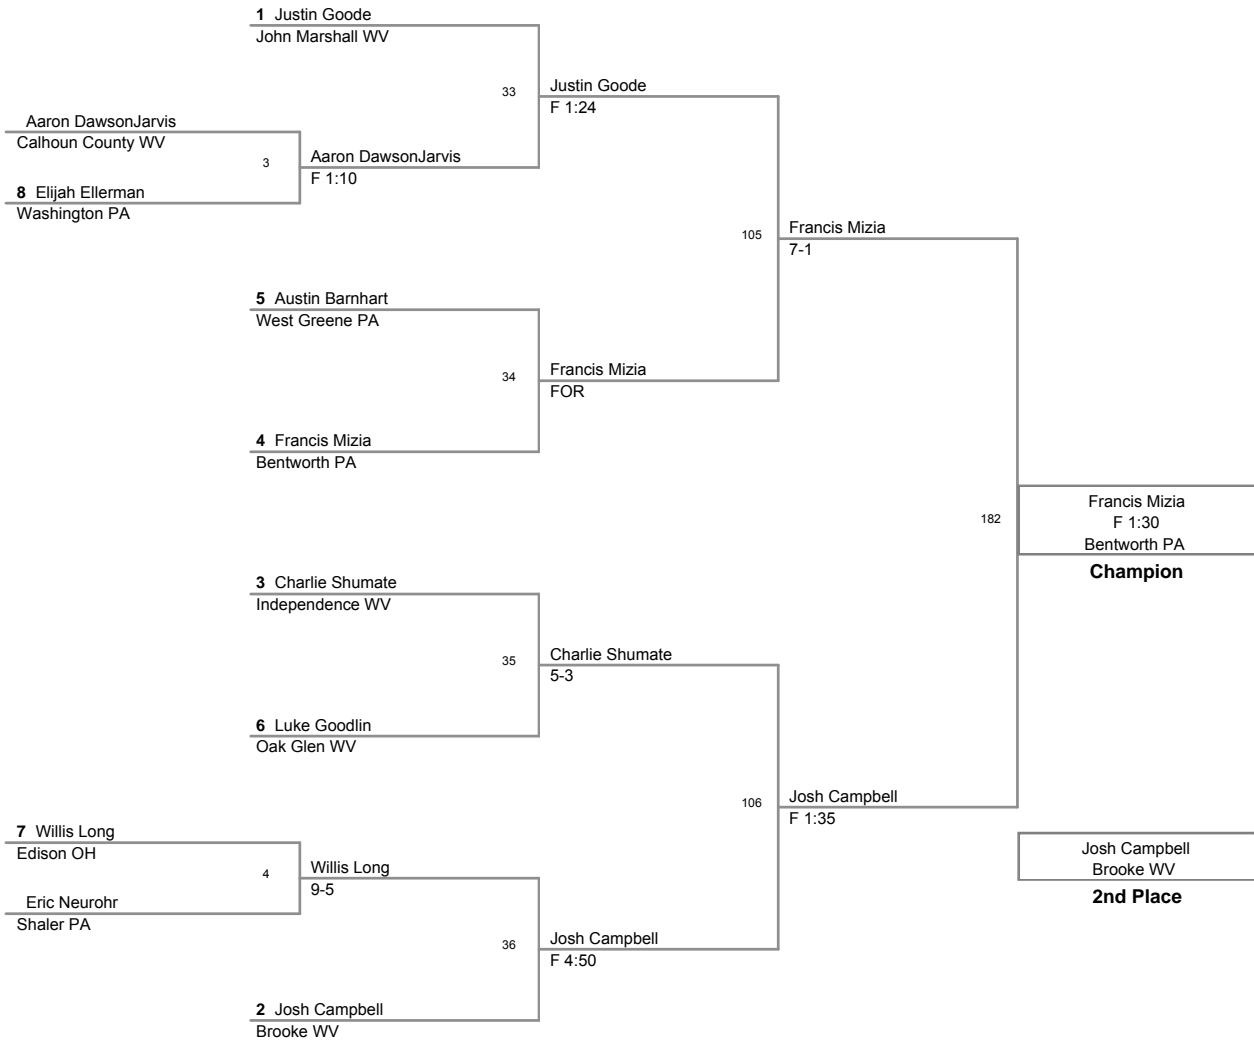 1 Justin Goode
John Marshall WV
33
Justin Goode
F 1:24
Aaron DawsonJarvis
Calhoun County WV
3
Aaron DawsonJarvis
F 1:10
8 Elijah Ellerman
Washington PA
105
Francis Mizia
7-1
5 Austin Barnhart
West Greene PA
34
Francis Mizia
FOR
4 Francis Mizia
Bentworth PA
182
Francis Mizia
F 1:30
Bentworth PA
Champion
3 Charlie Shumate
Independence WV
35
Charlie Shumate
5-3
6 Luke Goodlin
Oak Glen WV
106
Josh Campbell
F 1:35
7 Willis Long
Edison OH
4
Willis Long
9-5
Eric Neurohr
Shaler PA
36
Josh Campbell
F 4:50
2 Josh Campbell
Brooke WV
Josh Campbell
Brooke WV
2nd Place